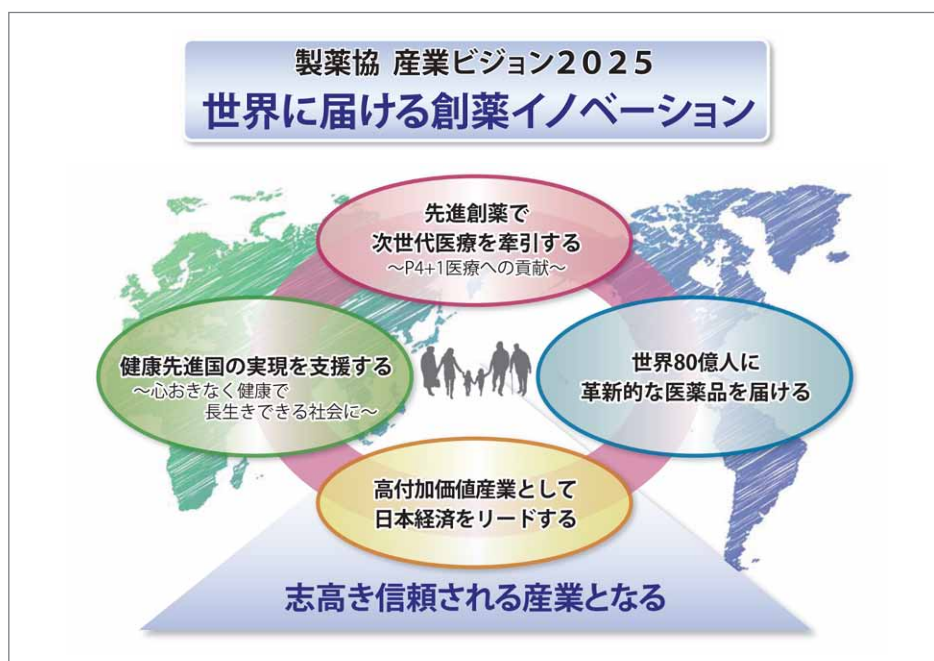 製薬協 産業ビジョン2025
世界に届ける創薬イノベーション
先進創薬で
次世代医療を牽引する
～P4+1医療への貢献～
健康先進国の実現を支援する
～心おきなく健康で
長生きできる社会に～
世界80億人に
革新的な医薬品を届ける
高付加価値産業として
日本経済をリードする
志高き信頼される産業となる